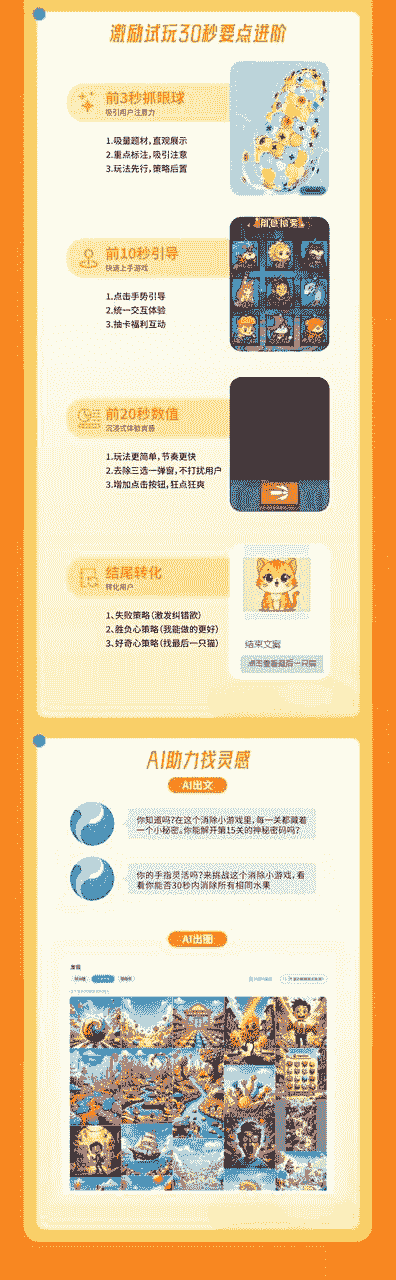 激励试玩30秒要点进阶
前3秒抓眼球
吸引用户注意力
1.吸量题材,直观展示
2.重点标注,吸引注意
3.玩法先行,策略后置
前10秒引导
快速上手游戏
1.点击手势引导
2.统一交互体验
3.抽卡福利互动
前20秒数值
沉浸式体验爽感
1.玩法更简单,节奏更快
2.去除三选一弹窗,不打扰用户
3.增加点击按钮,狂点狂爽
结尾转化
转化用户
1、失败策略(激发纠错欲)
2、胜负心策略(我能做的更好)
3、好奇心策略(找最后一只猫)
结束文案
点击查看最后一只猫
AI助力找灵感
AI出文
你知道吗?在这个消除小游戏里,每一关都藏着
一个小秘密。你能解开第15关的神秘密码吗?
你的手指灵活吗?来挑战这个消除小游戏,看
看你能否30秒内消除所有相同水果
AI出图